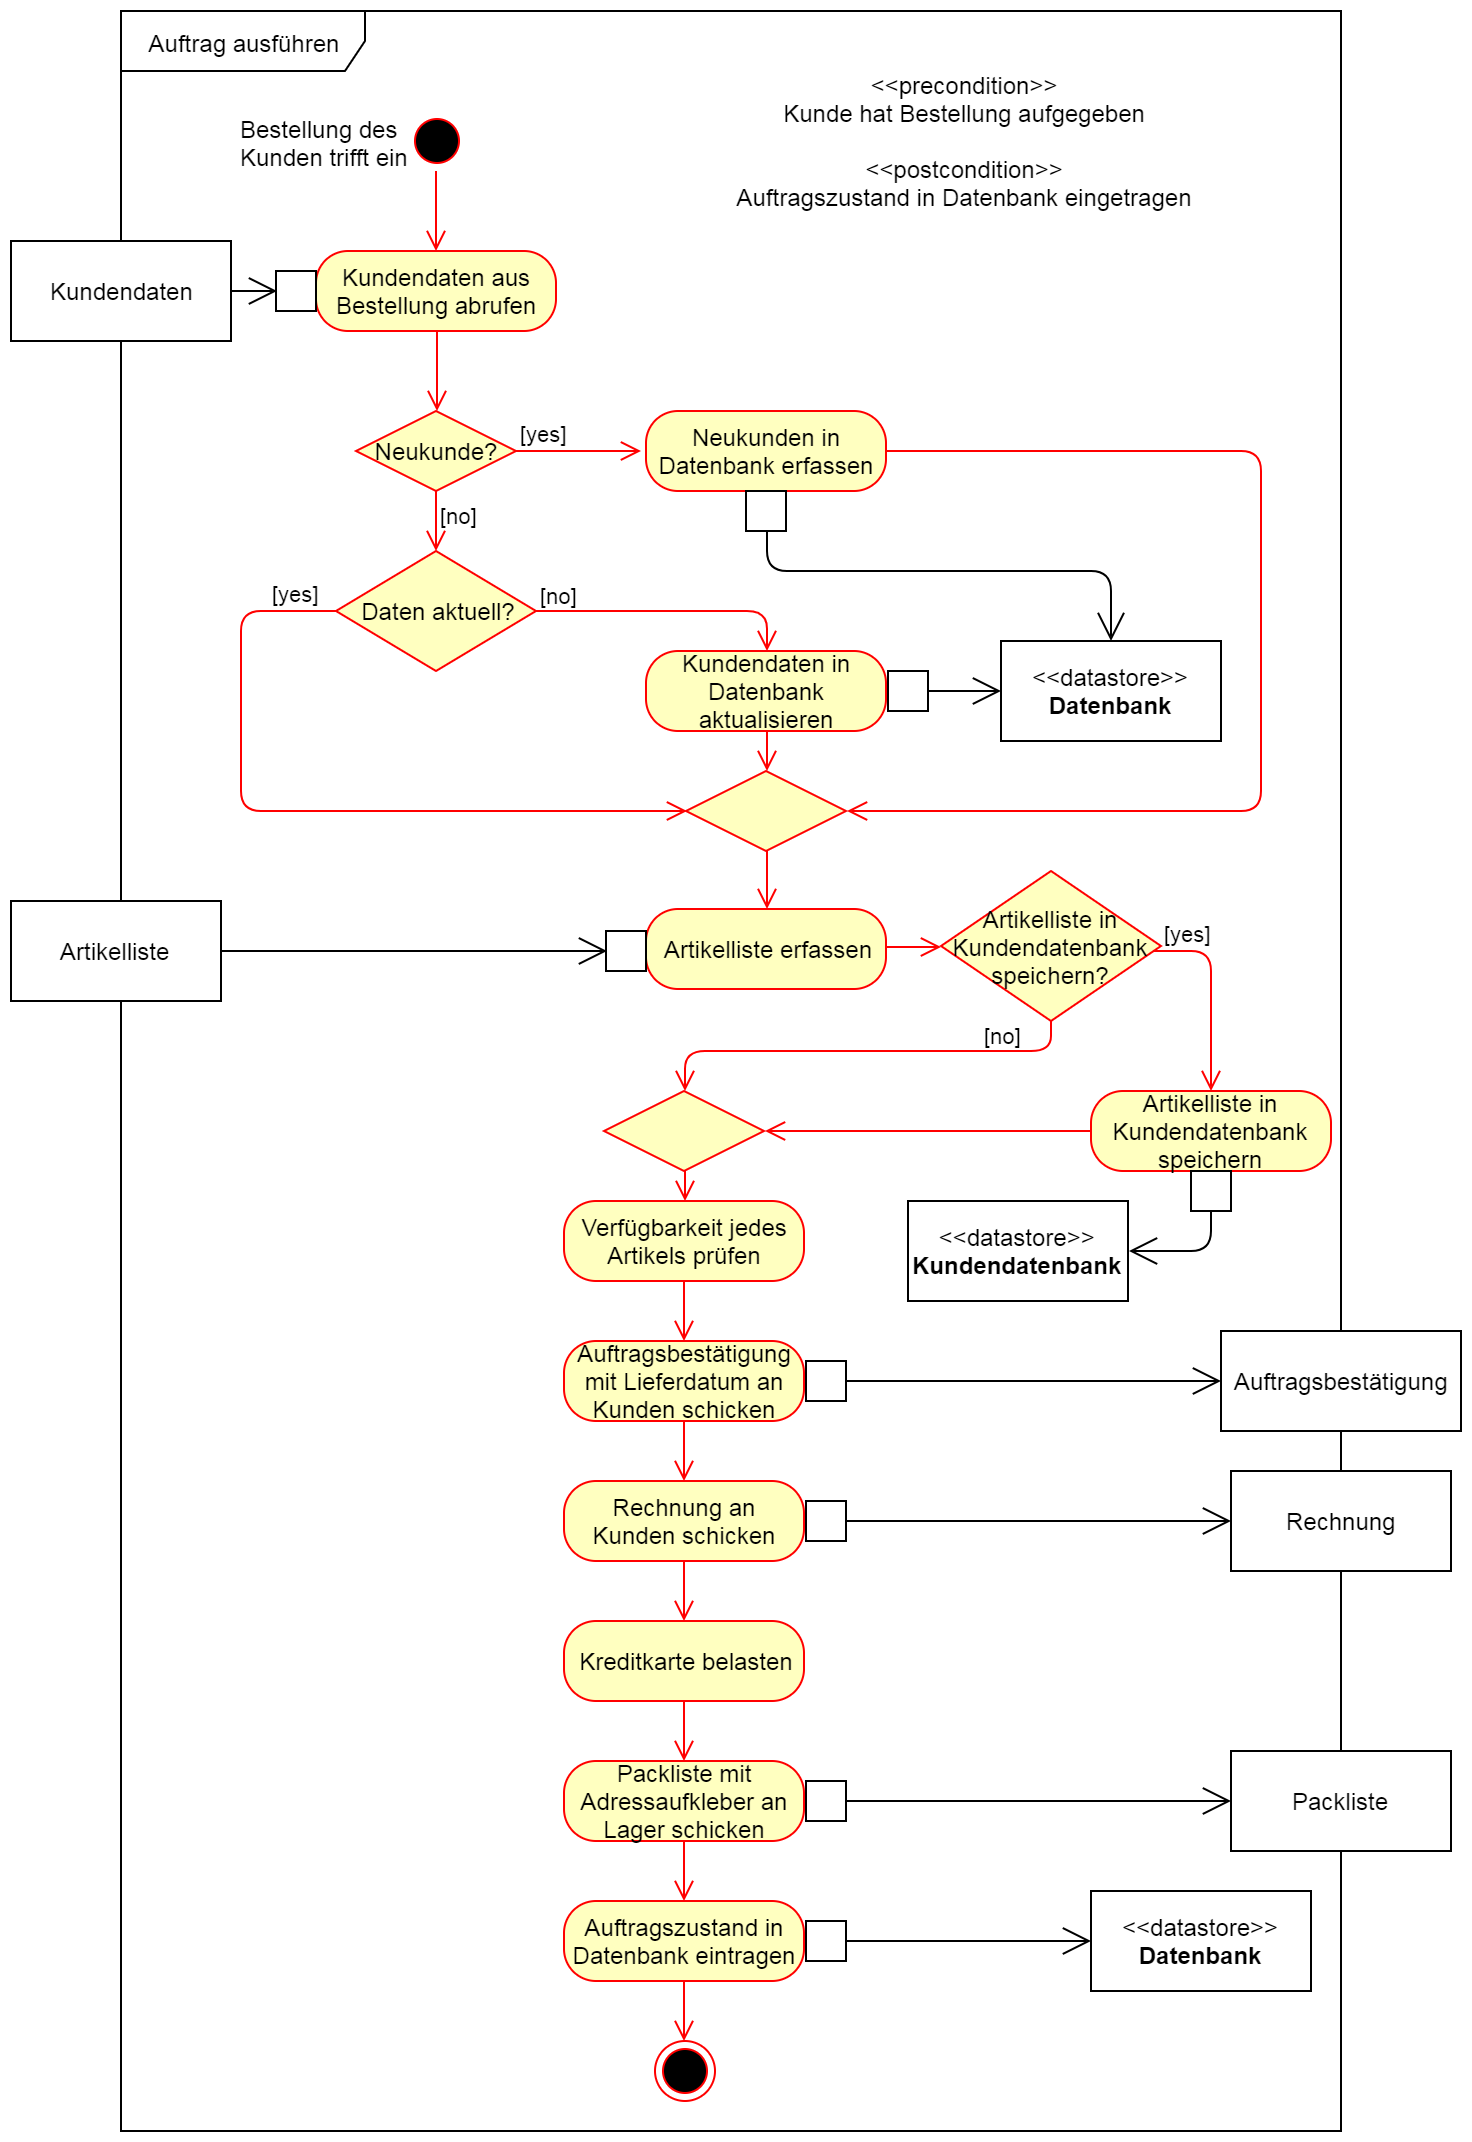 Auftrag ausführen
<<precondition>>
Kunde hat Bestellung aufgegeben
<<postcondition>>
Auftragszustand in Datenbank eingetragen
Bestellung des
Kunden trifft ein
Kundendaten
Kundendaten aus
Bestellung abrufen
Neukunde?
[yes]
Neukunden in
Datenbank erfassen
[no]
[yes]
Daten aktuell?
[no]
Kundendaten in
Datenbank
aktualisieren
<<datastore>>
Datenbank
Artikelliste
Artikelliste erfassen
Artikelliste in
Kundendatenbank
speichern?
[yes]
[no]
Artikelliste in
Kundendatenbank
speichern
Verfügbarkeit jedes
Artikels prüfen
<<datastore>>
Kundendatenbank
Auftragsbestätigung
mit Lieferdatum an
Kunden schicken
Auftragsbestätigung
Rechnung an
Kunden schicken
Rechnung
Kreditkarte belasten
Packliste mit
Adressaufkleber an
Lager schicken
Packliste
Auftragszustand in
Datenbank eintragen
<<datastore>>
Datenbank